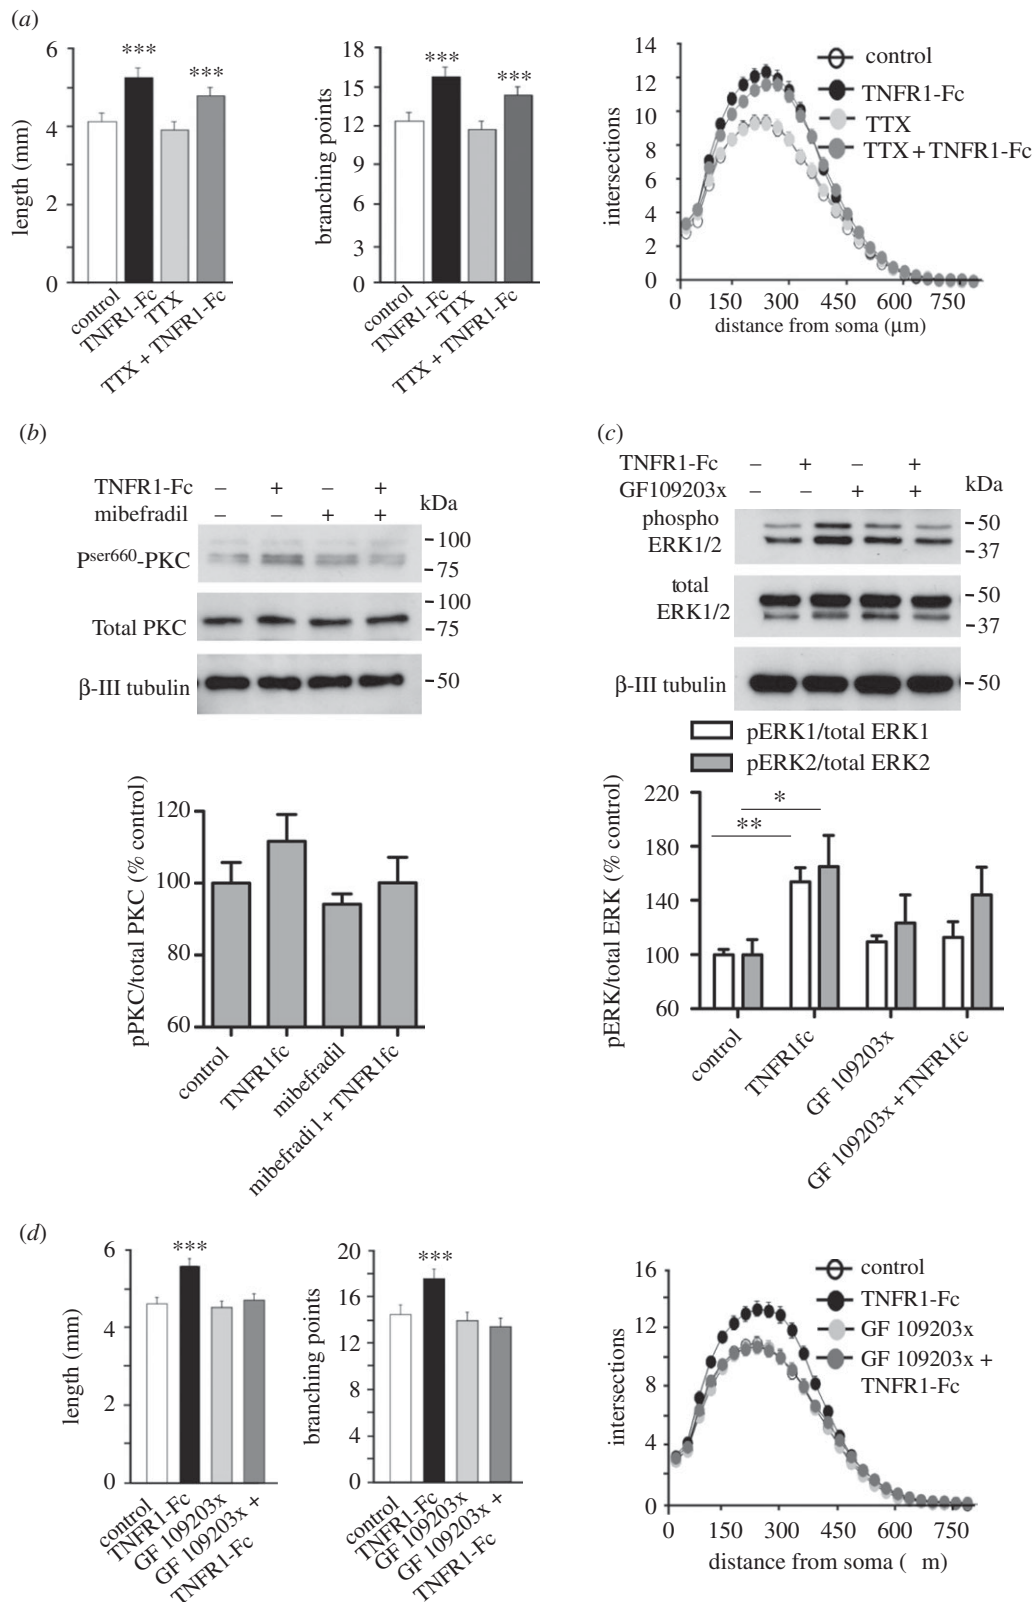 (a)
6
4
2
0
length (mm)
***
***
control
TNFR1-Fc
TTX
TTX + TNFR1-Fc
18
15
12
9
6
3
0
branching points
***
***
control
TNFR1-Fc
TTX
TTX + TNFR1-Fc
14
12
10
8
6
4
2
0
intersections
control
TNFR1-Fc
TTX
TTX + TNFR1-Fc
0 150 300 450 600 750
distance from soma (μm)
(b)
TNFR1-Fc – + – +
mibefradil – – + +
kDa
Pser660-PKC
100
75
Total PKC
100
75
β-III tubulin
50
120
100
80
60
pPKC/total PKC (% control)
control
TNFR1fc
mibefradil
mibefradil + TNFR1fc
(c)
TNFR1-Fc – + – +
GF109203x – – + +
kDa
phospho
ERK1/2
50
37
total
ERK1/2
50
37
β-III tubulin
50
pERK1/total ERK1
pERK2/total ERK2
220
180
140
100
60
pERK/total ERK (% control)
*
**
control
TNFR1fc
GF 109203x
GF 109203x + TNFR1fc
(d)
6
4
2
0
length (mm)
***
control
TNFR1-Fc
GF 109203x
GF 109203x +
TNFR1-Fc
20
16
12
8
4
0
branching points
***
control
TNFR1-Fc
GF 109203x
GF 109203x +
TNFR1-Fc
16
12
8
4
0
intersections
control
TNFR1-Fc
GF 109203x
GF 109203x +
TNFR1-Fc
0 150 300 450 600 750
distance from soma ( m)